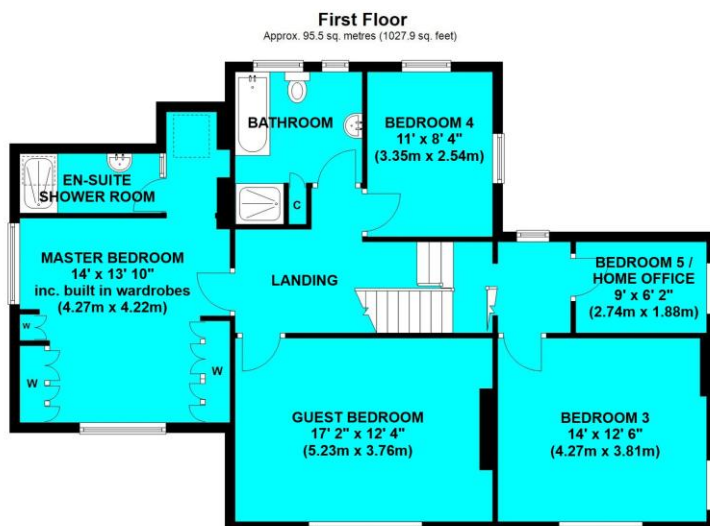 First Floor
Approx. 95.5 sq. metres (1027.9 sq. feet)
BATHROOM
BEDROOM 4
11' x 8' 4"
(3.35m x 2.54m)
EN-SUITE
SHOWER ROOM
C
MASTER BEDROOM
14' x 13' 10"
inc. built in wardrobes
(4.27m x 4.22m)
LANDING
BEDROOM 5 /
HOME OFFICE
9' x 6' 2"
(2.74m x 1.88m)
W
W
W
GUEST BEDROOM
17' 2" x 12' 4"
(5.23m x 3.76m)
BEDROOM 3
14' x 12' 6"
(4.27m x 3.81m)